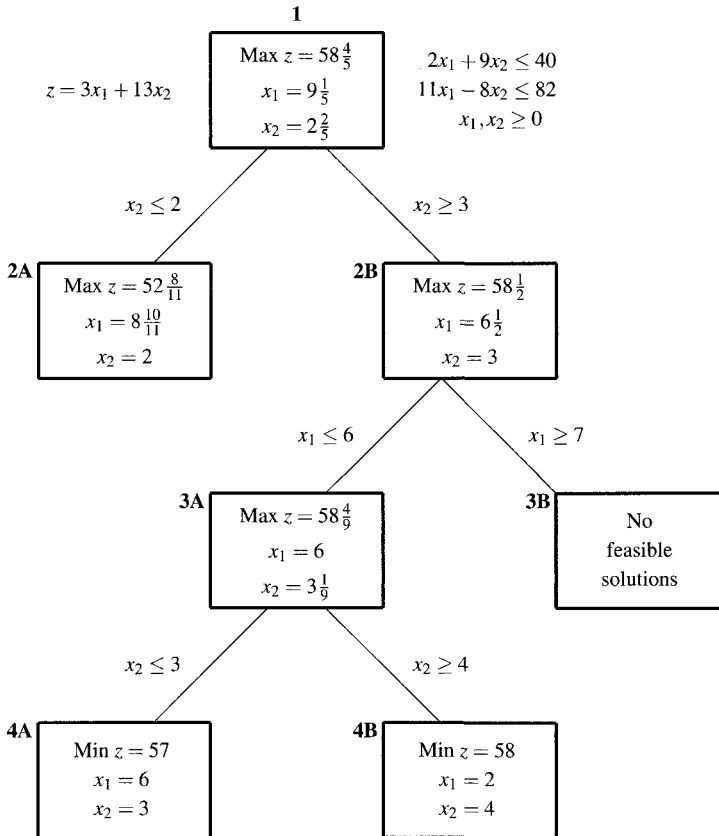 1
Max z = 58 4/5
x₁ = 9 1/5
x₂ = 2 2/5
z = 3x₁ + 13x₂
2x₁ + 9x₂ ≤ 40
11x₁ − 8x₂ ≤ 82
x₁, x₂ ≥ 0
x₂ ≤ 2
x₂ ≥ 3
2A
Max z = 52 8/11
x₁ = 8 10/11
x₂ = 2
2B
Max z = 58 1/2
x₁ = 6 1/2
x₂ = 3
x₁ ≤ 6
x₁ ≥ 7
3A
Max z = 58 4/9
x₁ = 6
x₂ = 3 1/9
3B
No
feasible
solutions
x₂ ≤ 3
x₂ ≥ 4
4A
Min z = 57
x₁ = 6
x₂ = 3
4B
Min z = 58
x₁ = 2
x₂ = 4